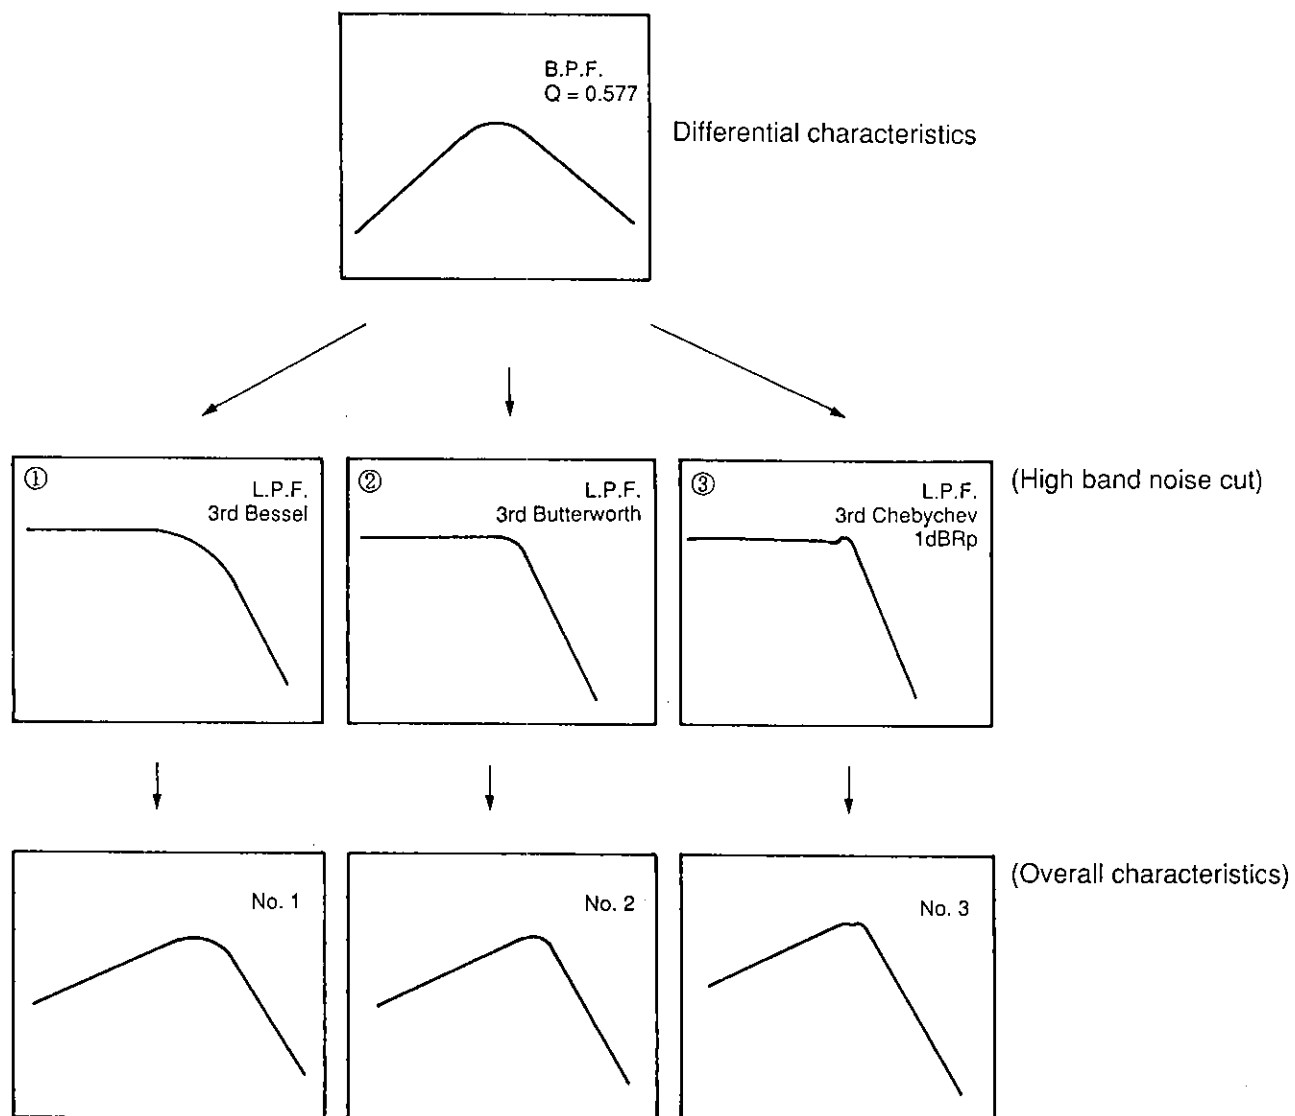 B.P.F.
Q = 0.577
Differential characteristics
①
L.P.F.
3rd Bessel
②
L.P.F.
3rd Butterworth
③
L.P.F.
3rd Chebychev
1dBRp
(High band noise cut)
No. 1
No. 2
No. 3
(Overall characteristics)